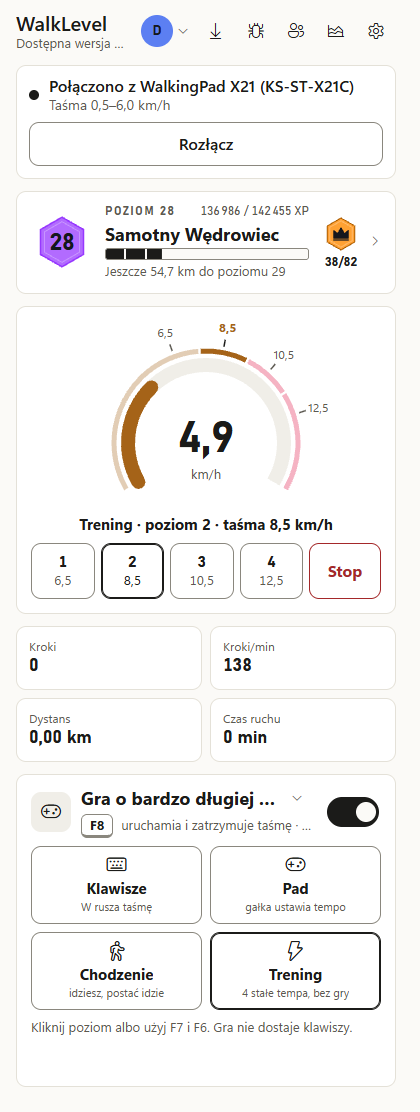 WalkLevel
Dostępna wersja ...
D
Połączono z WalkingPad X21 (KS-ST-X21C)
Taśma 0,5–6,0 km/h
Rozłącz
28
POZIOM 28
136 986 / 142 455 XP
Samotny Wędrowiec
Jeszcze 54,7 km do poziomu 29
38/82
6,5
8,5
10,5
12,5
4,9
km/h
Trening · poziom 2 · taśma 8,5 km/h
1
6,5
2
8,5
3
10,5
4
12,5
Stop
Kroki
0
Kroki/min
138
Dystans
0,00 km
Czas ruchu
0 min
Gra o bardzo długiej ...
F8 uruchamia i zatrzymuje taśmę · ...
Klawisze
W rusza taśmę
Pad
gałka ustawia tempo
Chodzenie
idziesz, postać idzie
Trening
4 stałe tempa, bez gry
Kliknij poziom albo użyj F7 i F6. Gra nie dostaje klawiszy.